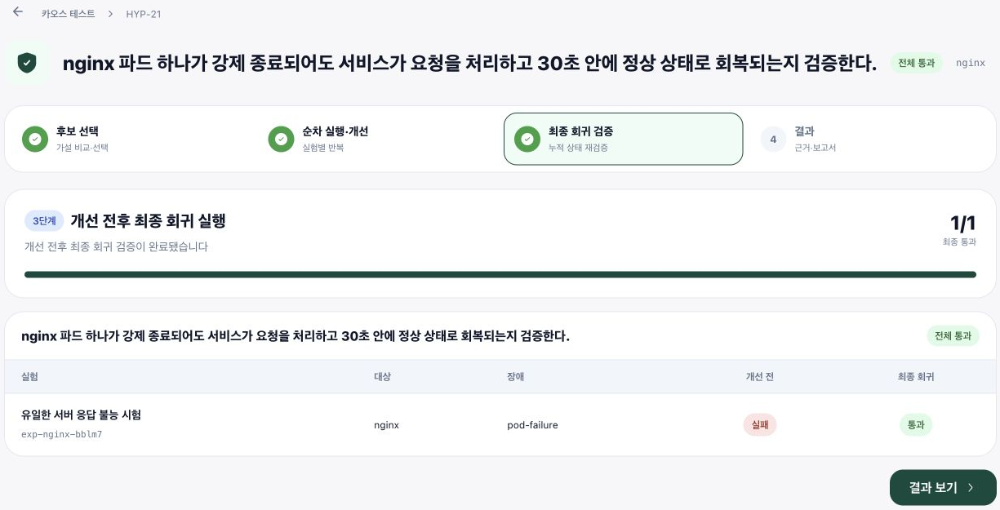 카오스 테스트 > HYP-21
nginx 파드 하나가 강제 종료되어도 서비스가 요청을 처리하고 30초 안에 정상 상태로 회복되는지 검증한다. 전체 통과 nginx
후보 선택
가설 비교·선택
순차 실행·개선
실험별 반복
최종 회귀 검증
누적 상태 재검증
4 결과
근거·보고서
3단계 개선 전후 최종 회귀 실행
개선 전후 최종 회귀 검증이 완료됐습니다
1/1
최종 통과
nginx 파드 하나가 강제 종료되어도 서비스가 요청을 처리하고 30초 안에 정상 상태로 회복되는지 검증한다. 전체 통과
실험 대상 장애 개선 전 최종 회귀
유일한 서버 응답 불능 시험
exp-nginx-bblm7
nginx pod-failure 실패 통과
결과 보기 >